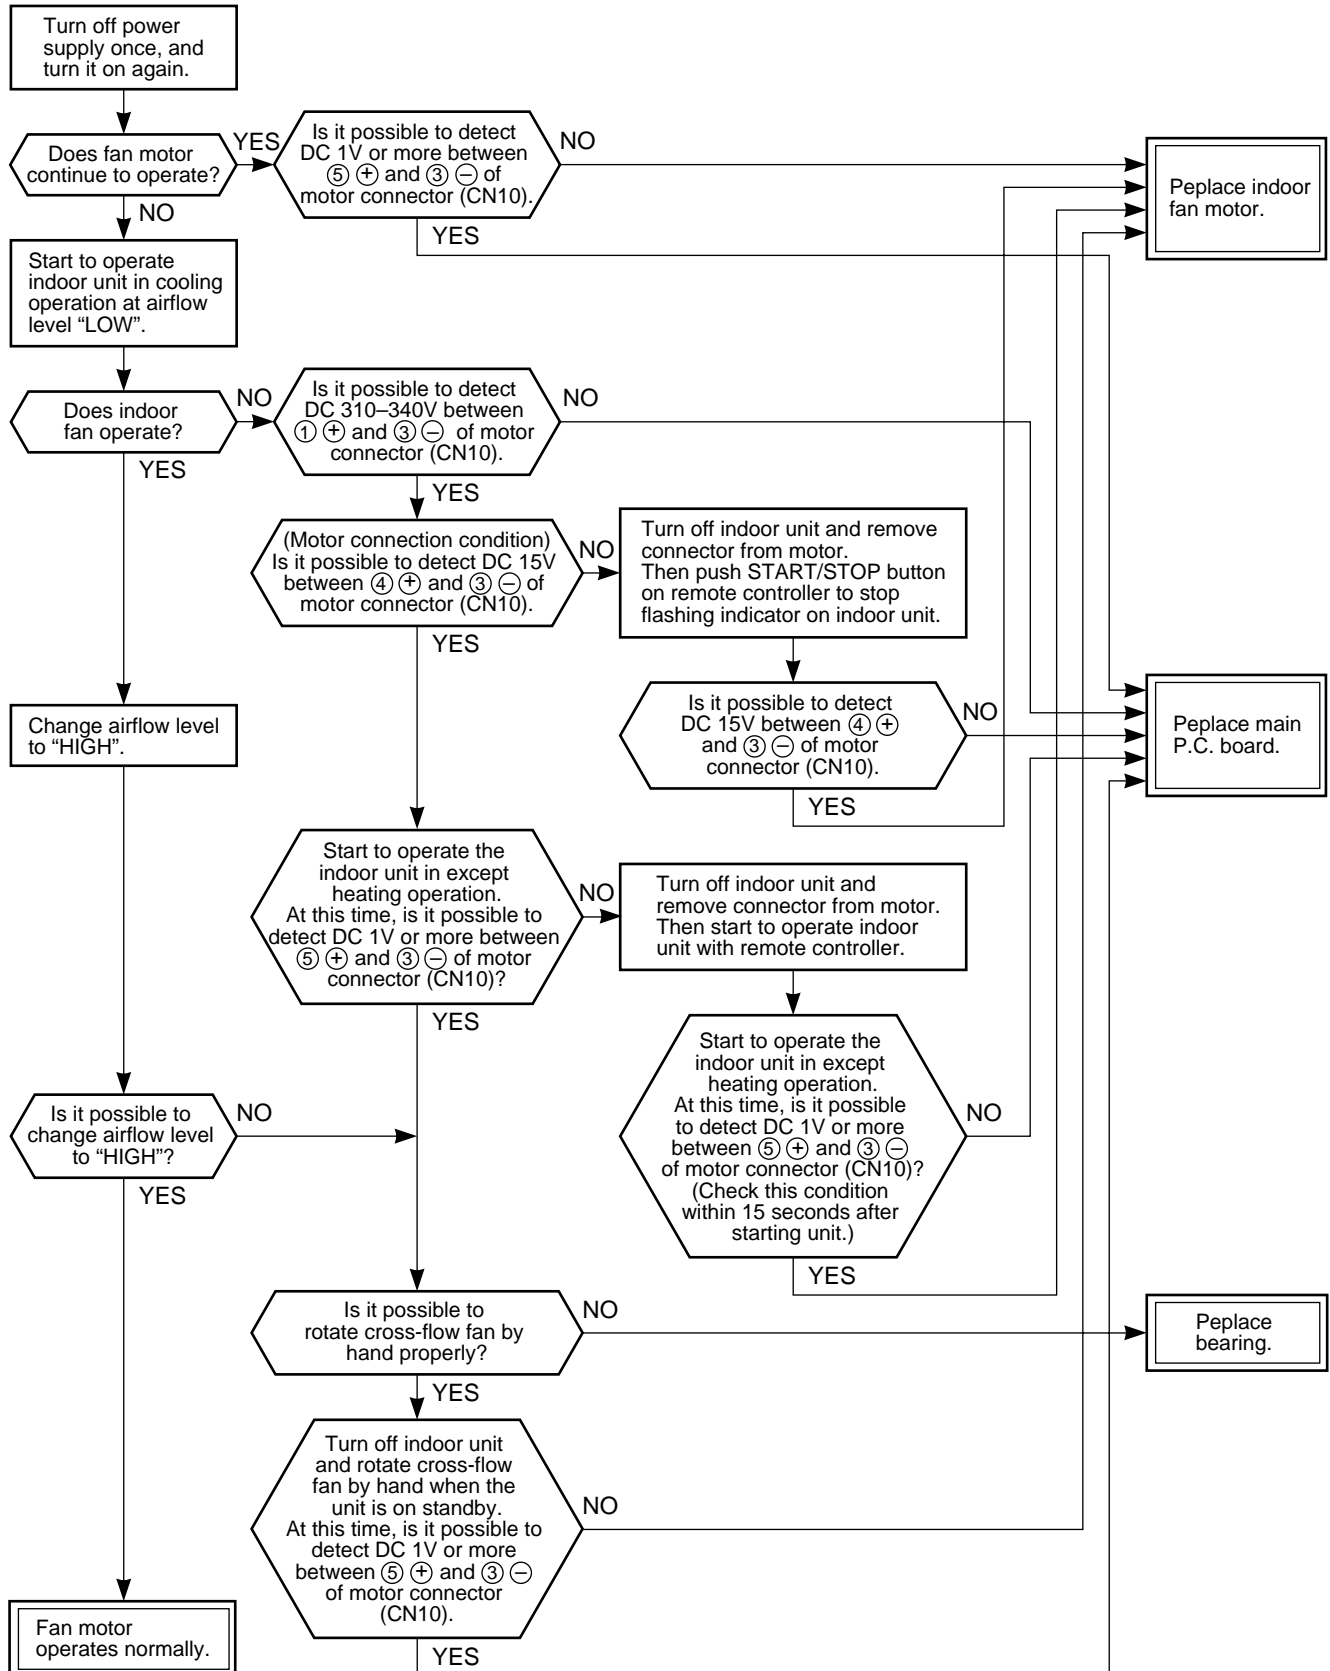 Turn off power
supply once, and
turn it on again.
Does fan motor
continue to operate?
YES
NO
Is it possible to detect
DC 1V or more between
⑤ ⊕ and ③ ⊖ of
motor connector (CN10).
NO
YES
Peplace indoor
fan motor.
Start to operate
indoor unit in cooling
operation at airflow
level “LOW”.
Does indoor
fan operate?
NO
YES
Is it possible to detect
DC 310–340V between
① ⊕ and ③ ⊖ of motor
connector (CN10).
NO
YES
(Motor connection condition)
Is it possible to detect DC 15V
between ④ ⊕ and ③ ⊖ of
motor connector (CN10).
NO
YES
Turn off indoor unit and remove
connector from motor.
Then push START/STOP button
on remote controller to stop
flashing indicator on indoor unit.
Is it possible to detect
DC 15V between ④ ⊕
and ③ ⊖ of motor
connector (CN10).
NO
YES
Peplace main
P.C. board.
Change airflow level
to “HIGH”.
Start to operate the
indoor unit in except
heating operation.
At this time, is it possible to
detect DC 1V or more between
⑤ ⊕ and ③ ⊖ of motor
connector (CN10)?
NO
YES
Turn off indoor unit and
remove connector from motor.
Then start to operate indoor
unit with remote controller.
Start to operate the
indoor unit in except
heating operation.
At this time, is it possible
to detect DC 1V or more
between ⑤ ⊕ and ③ ⊖
of motor connector (CN10)?
(Check this condition
within 15 seconds after
starting unit.)
NO
YES
Is it possible to
change airflow level
to “HIGH”?
NO
YES
Is it possible to
rotate cross-flow fan by
hand properly?
NO
YES
Peplace
bearing.
Turn off indoor unit
and rotate cross-flow
fan by hand when the
unit is on standby.
At this time, is it possible to
detect DC 1V or more
between ⑤ ⊕ and ③ ⊖
of motor connector
(CN10).
NO
YES
Fan motor
operates normally.